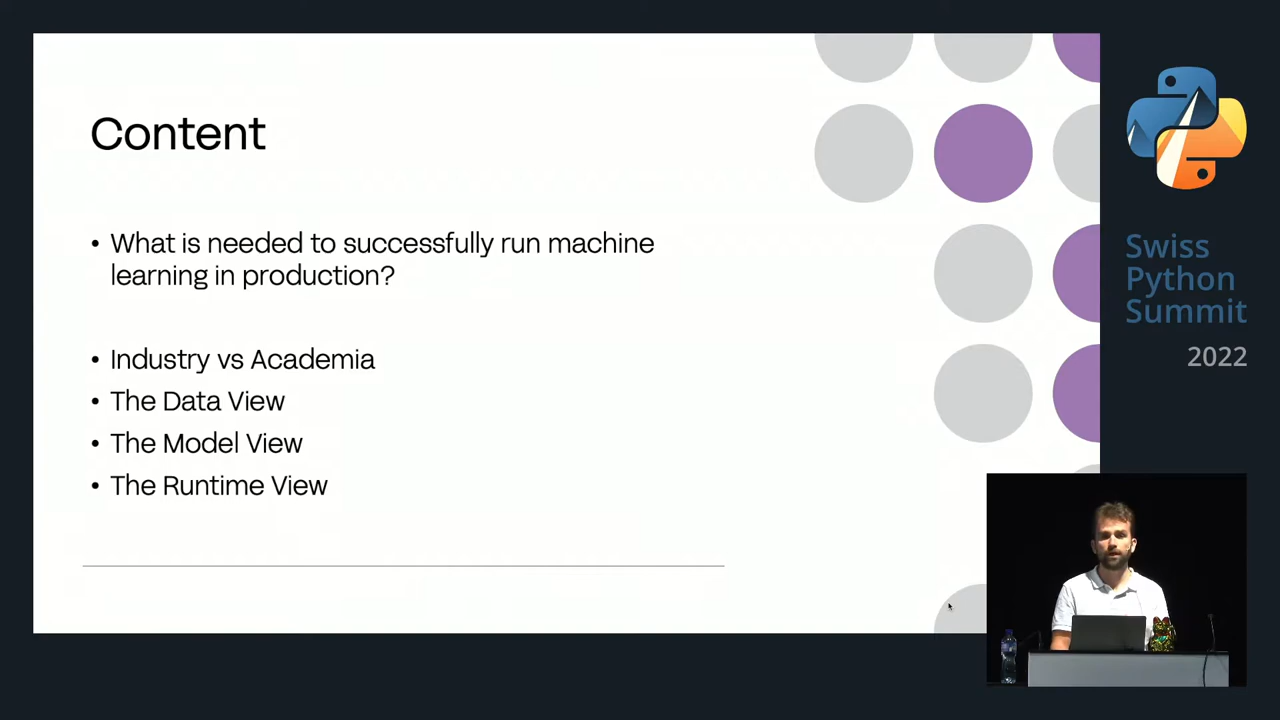 Content
• What is needed to successfully run machine
learning in production?
• Industry vs Academia
• The Data View
• The Model View
• The Runtime View
Swiss
Python
Summit
2022